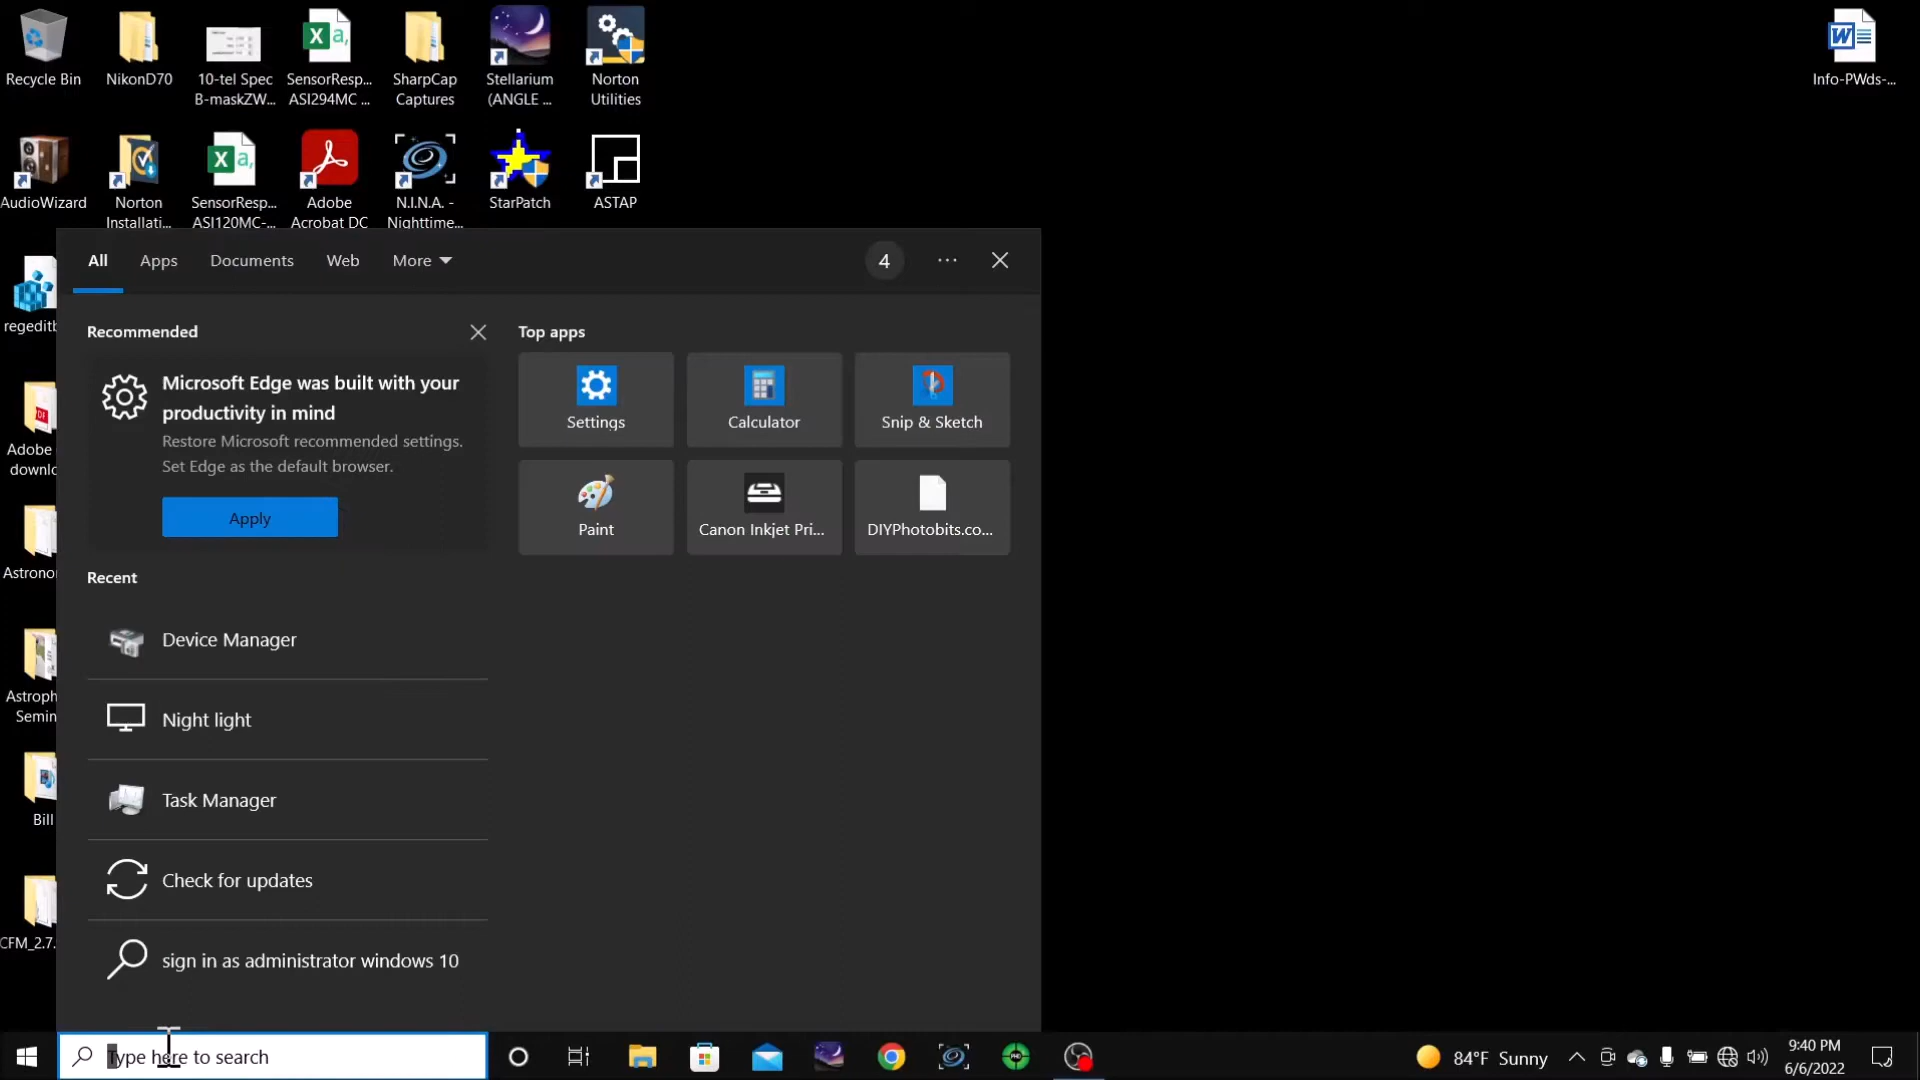 Recycle Bin
NikonD70
10-tel Spec
B-maskZW...
SensorResp...
ASI294MC ...
SharpCap
Captures
Stellarium
(ANGLE ...
Norton
Utilities
Info-PWds-...
AudioWizard
Norton
Installati...
SensorResp...
ASI120MC-...
Adobe
Acrobat DC
N.I.N.A. -
Nighttime...
StarPatch
ASTAP
regeditb
Adobe
downlo
Astrono
Astroph
Semin
Bill
CFM_2.7.
All
Apps
Documents
Web
More
4
Recommended
Microsoft Edge was built with your
productivity in mind
Restore Microsoft recommended settings.
Set Edge as the default browser.
Apply
Top apps
Settings
Calculator
Snip & Sketch
Paint
Canon Inkjet Pri...
DIYPhotobits.co...
Recent
Device Manager
Night light
Task Manager
Check for updates
sign in as administrator windows 10
Type here to search
84°F Sunny
9:40 PM
6/6/2022